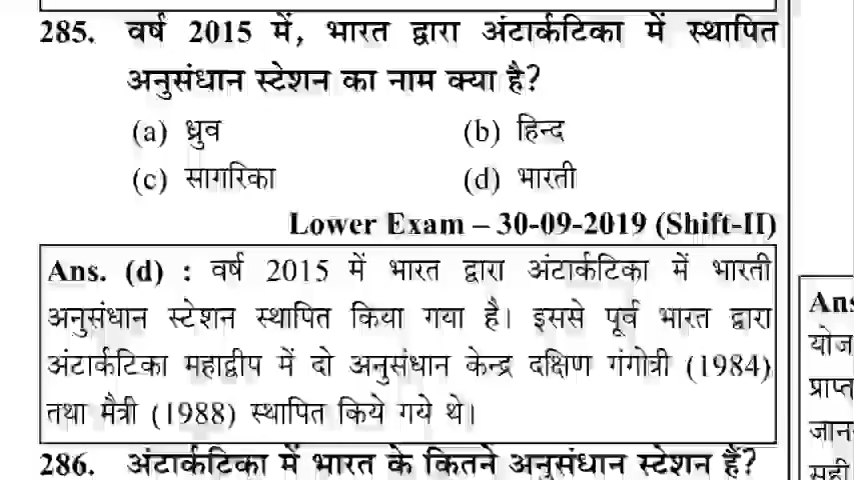 285. वर्ष 2015 में, भारत द्वारा अंटार्कटिका में स्थापित
अनुसंधान स्टेशन का नाम क्या है?
(a) ध्रुव (b) हिन्द
(c) सागरिका (d) भारती
Lower Exam – 30-09-2019 (Shift-II)
Ans. (d) : वर्ष 2015 में भारत द्वारा अंटार्कटिका में भारती
अनुसंधान स्टेशन स्थापित किया गया है। इससे पूर्व भारत द्वारा
अंटार्कटिका महाद्वीप में दो अनुसंधान केन्द्र दक्षिण गंगोत्री (1984)
तथा मैत्री (1988) स्थापित किये गये थे।
286. अंटार्कटिका में भारत के कितने अनुसंधान स्टेशन हैं?
Ans
योज
प्राप्त
जान